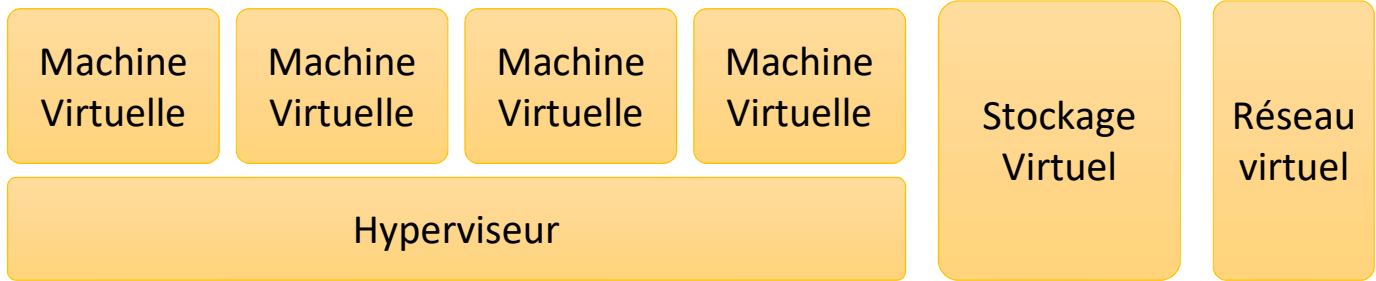 Machine
Virtuelle
Machine
Virtuelle
Machine
Virtuelle
Machine
Virtuelle
Hyperviseur
Stockage
Virtuel
Réseau
virtuel